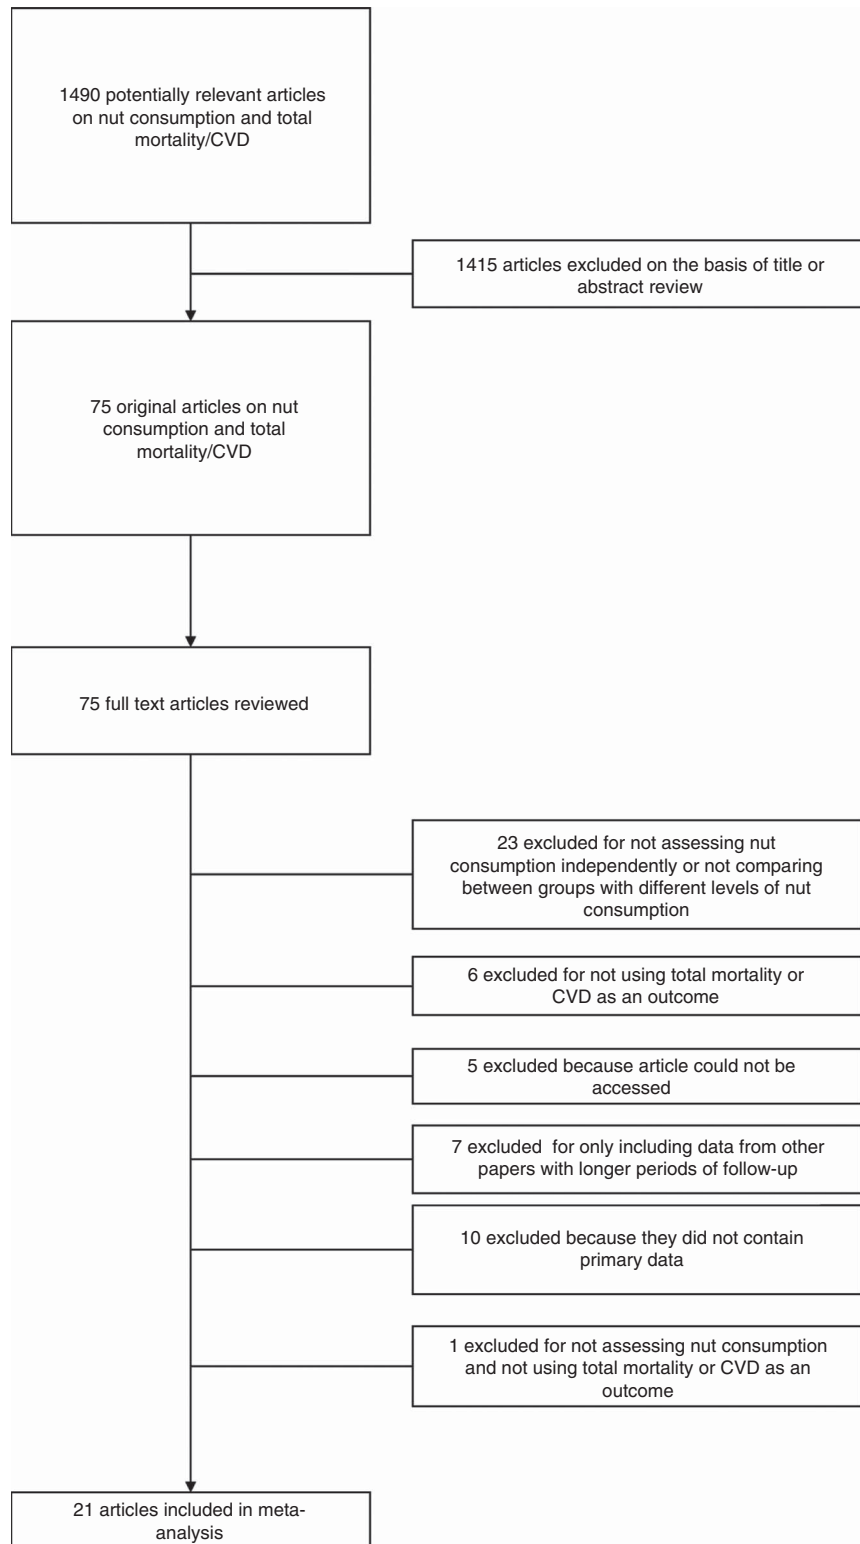 1490 potentially relevant articles
on nut consumption and total
mortality/CVD
1415 articles excluded on the basis of title or
abstract review
75 original articles on nut
consumption and total
mortality/CVD
75 full text articles reviewed
23 excluded for not assessing nut
consumption independently or not comparing
between groups with different levels of nut
consumption
6 excluded for not using total mortality or
CVD as an outcome
5 excluded because article could not be
accessed
7 excluded for only including data from other
papers with longer periods of follow-up
10 excluded because they did not contain
primary data
1 excluded for not assessing nut consumption
and not using total mortality or CVD as an
outcome
21 articles included in meta-
analysis